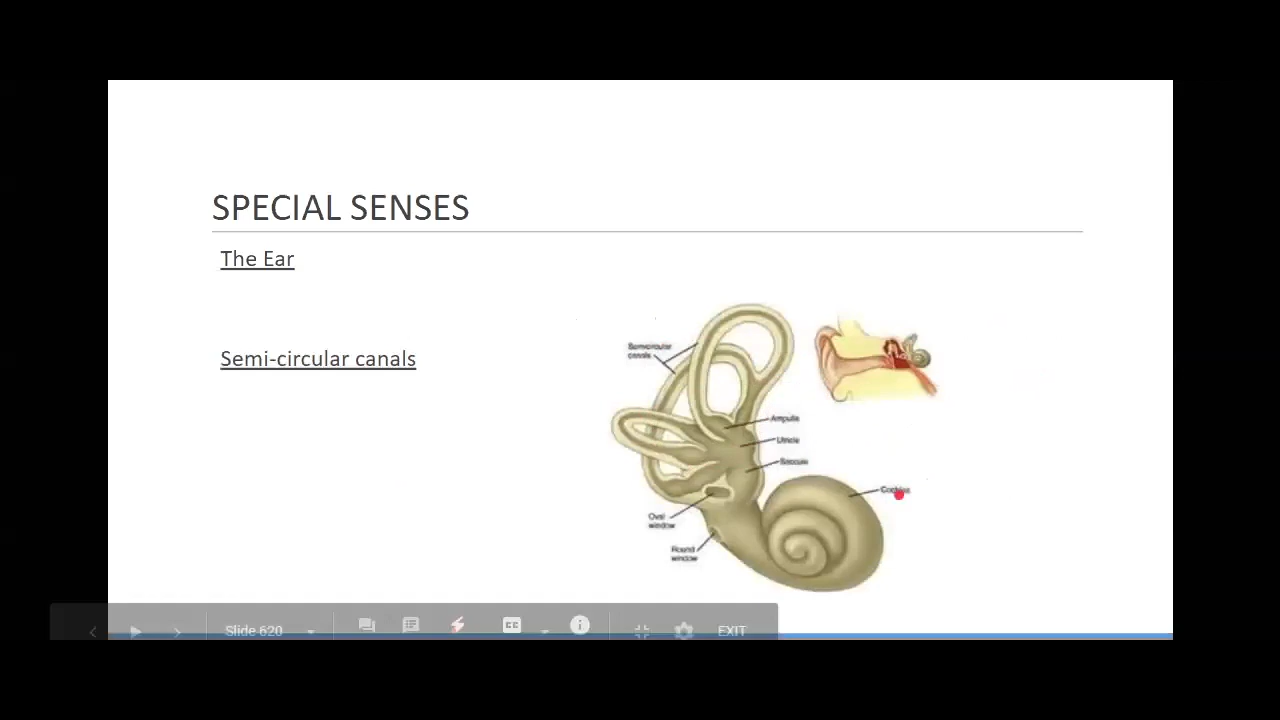 SPECIAL SENSES
The Ear
Semi-circular canals
Semicircular
canals
Ampulla
Utricle
Saccule
Cochlea
Oval
window
Round
window
Slide 620
CC
EXIT